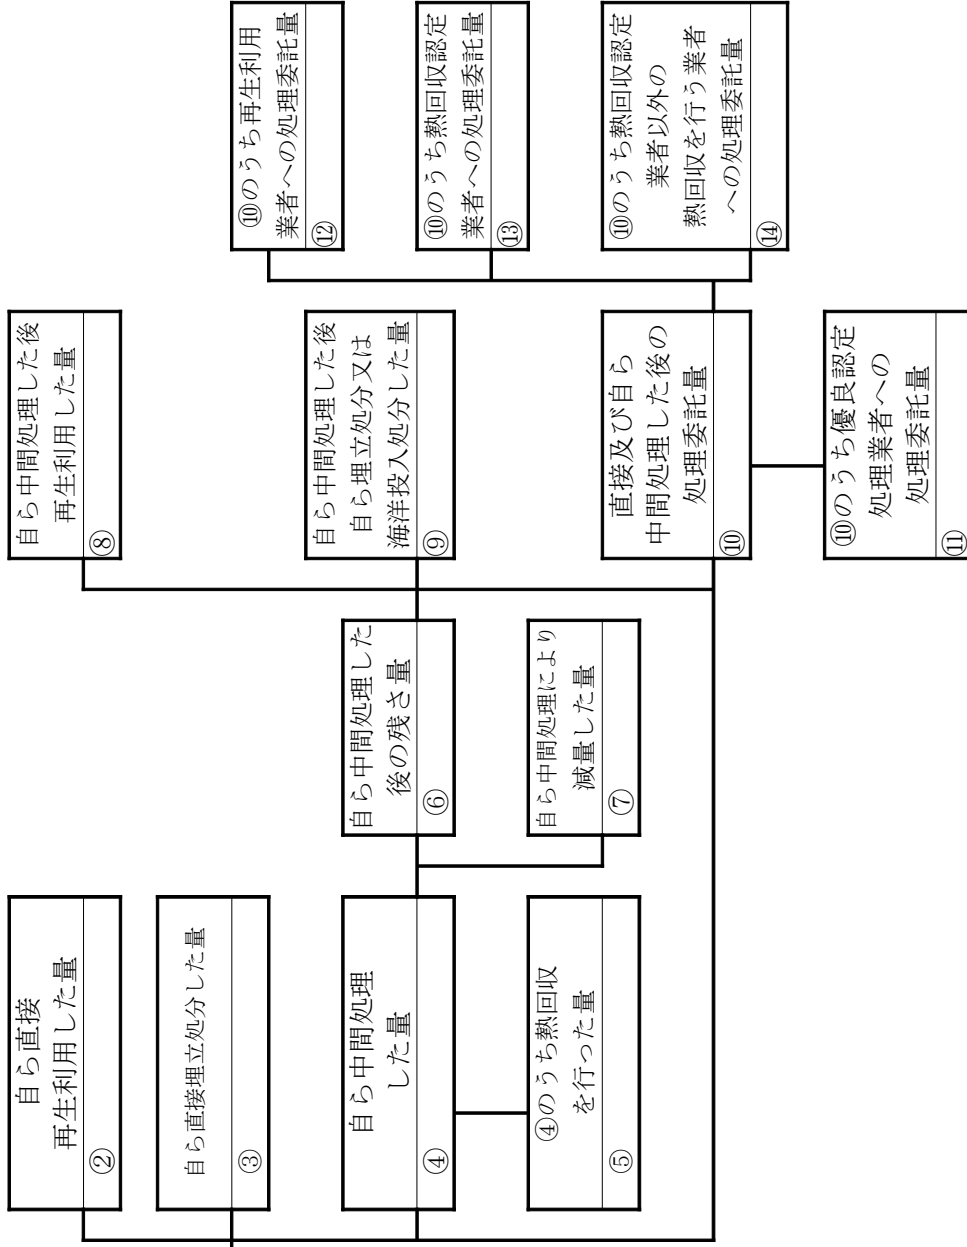 自ら直接
再生利用した量
②
自ら直接埋立処分した量
③
自ら中間処理
した量
④
④のうち熱回収
を行った量
⑤
自ら中間処理した
後の残さ量
⑥
自ら中間処理により
減量した量
⑦
自ら中間処理した後
再生利用した量
⑧
自ら中間処理した後
自ら埋立処分又は
海洋投入処分した量
⑨
直接及び自ら
中間処理した後の
処理委託量
⑩
⑩のうち優良認定
処理業者への
処理委託量
⑪
⑩のうち再生利用
業者への処理委託量
⑫
⑩のうち熱回収認定
業者への処理委託量
⑬
⑩のうち熱回収認定
業者以外の
熱回収を行う業者
への処理委託量
⑭